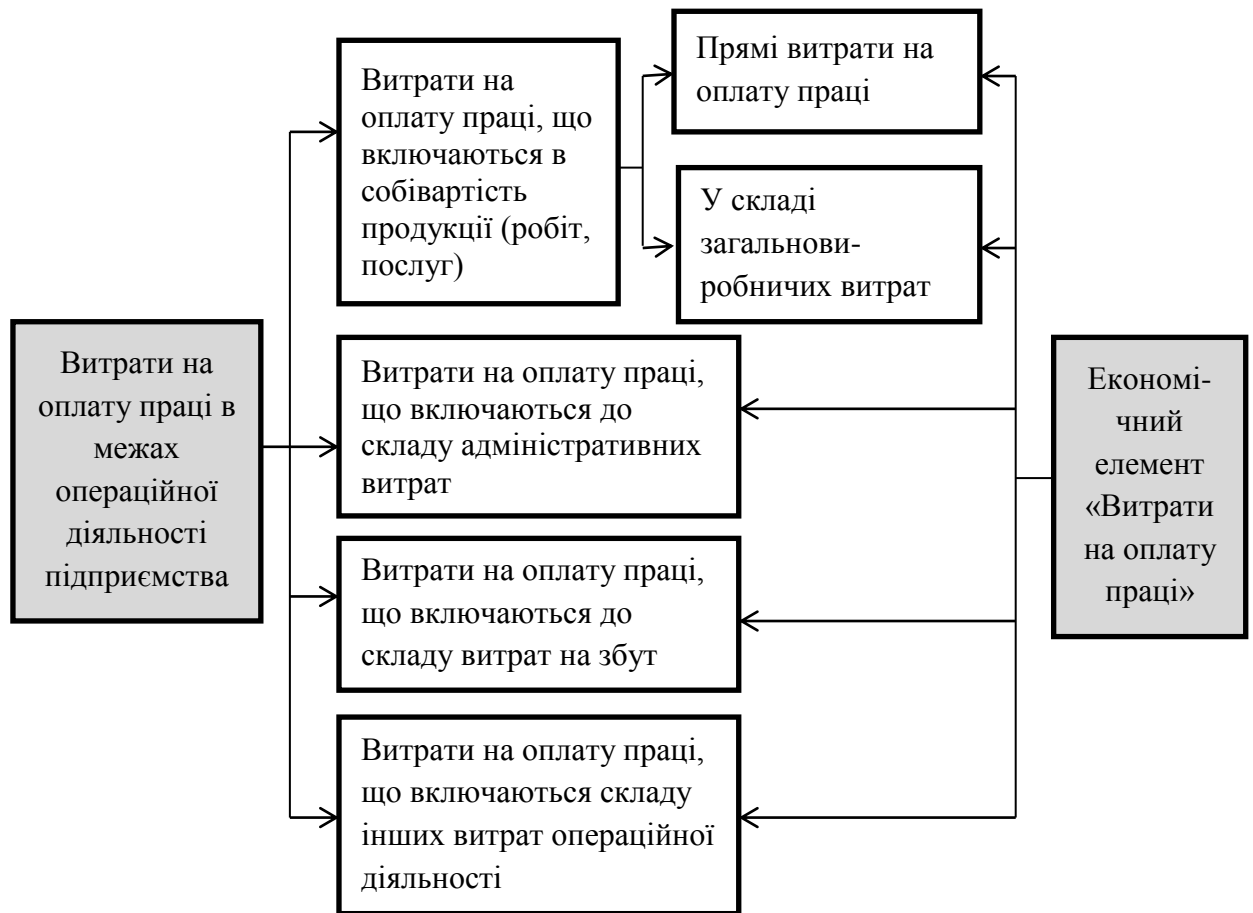 Витрати на
оплату праці в
межах
операційної
діяльності
підприємства
Витрати на
оплату праці, що
включаються в
собівартість
продукції (робіт,
послуг)
Прямі витрати на
оплату праці
У складі
загальнови-
робничих витрат
Витрати на оплату праці,
що включаються до
складу адміністративних
витрат
Витрати на оплату праці,
що включаються до
складу витрат на збут
Витрати на оплату праці,
що включаються складу
інших витрат операційної
діяльності
Економі-
чний
елемент
«Витрати
на оплату
праці»